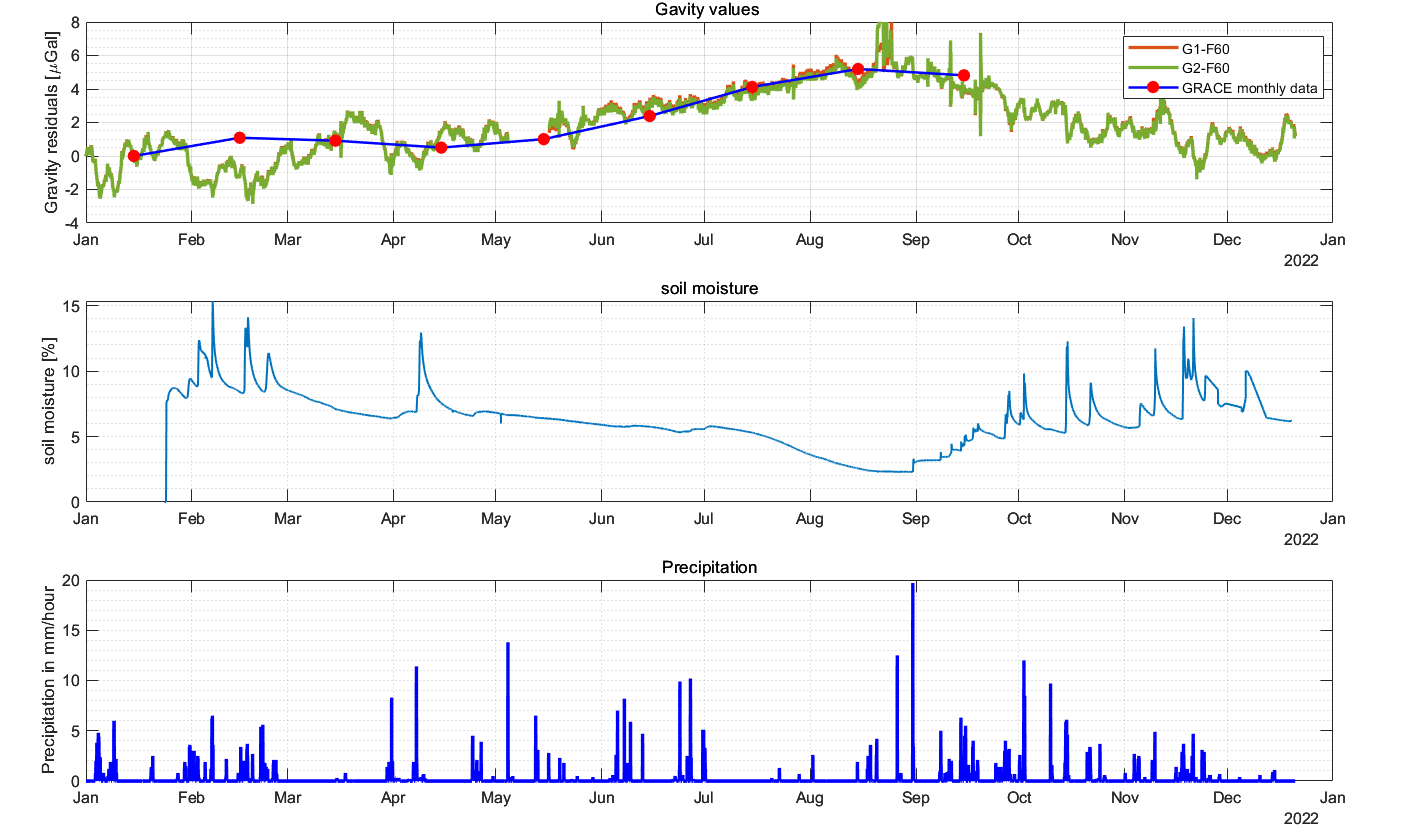 Gavity values
Gravity residuals [μGal]
8
6
4
2
0
-2
-4
G1-F60
G2-F60
GRACE monthly data
Jan Feb Mar Apr May Jun Jul Aug Sep Oct Nov Dec Jan
2022
soil moisture
soil moisture [%]
15
10
5
0
Jan Feb Mar Apr May Jun Jul Aug Sep Oct Nov Dec Jan
2022
Precipitation
Precipitation in mm/hour
20
15
10
5
0
Jan Feb Mar Apr May Jun Jul Aug Sep Oct Nov Dec Jan
2022